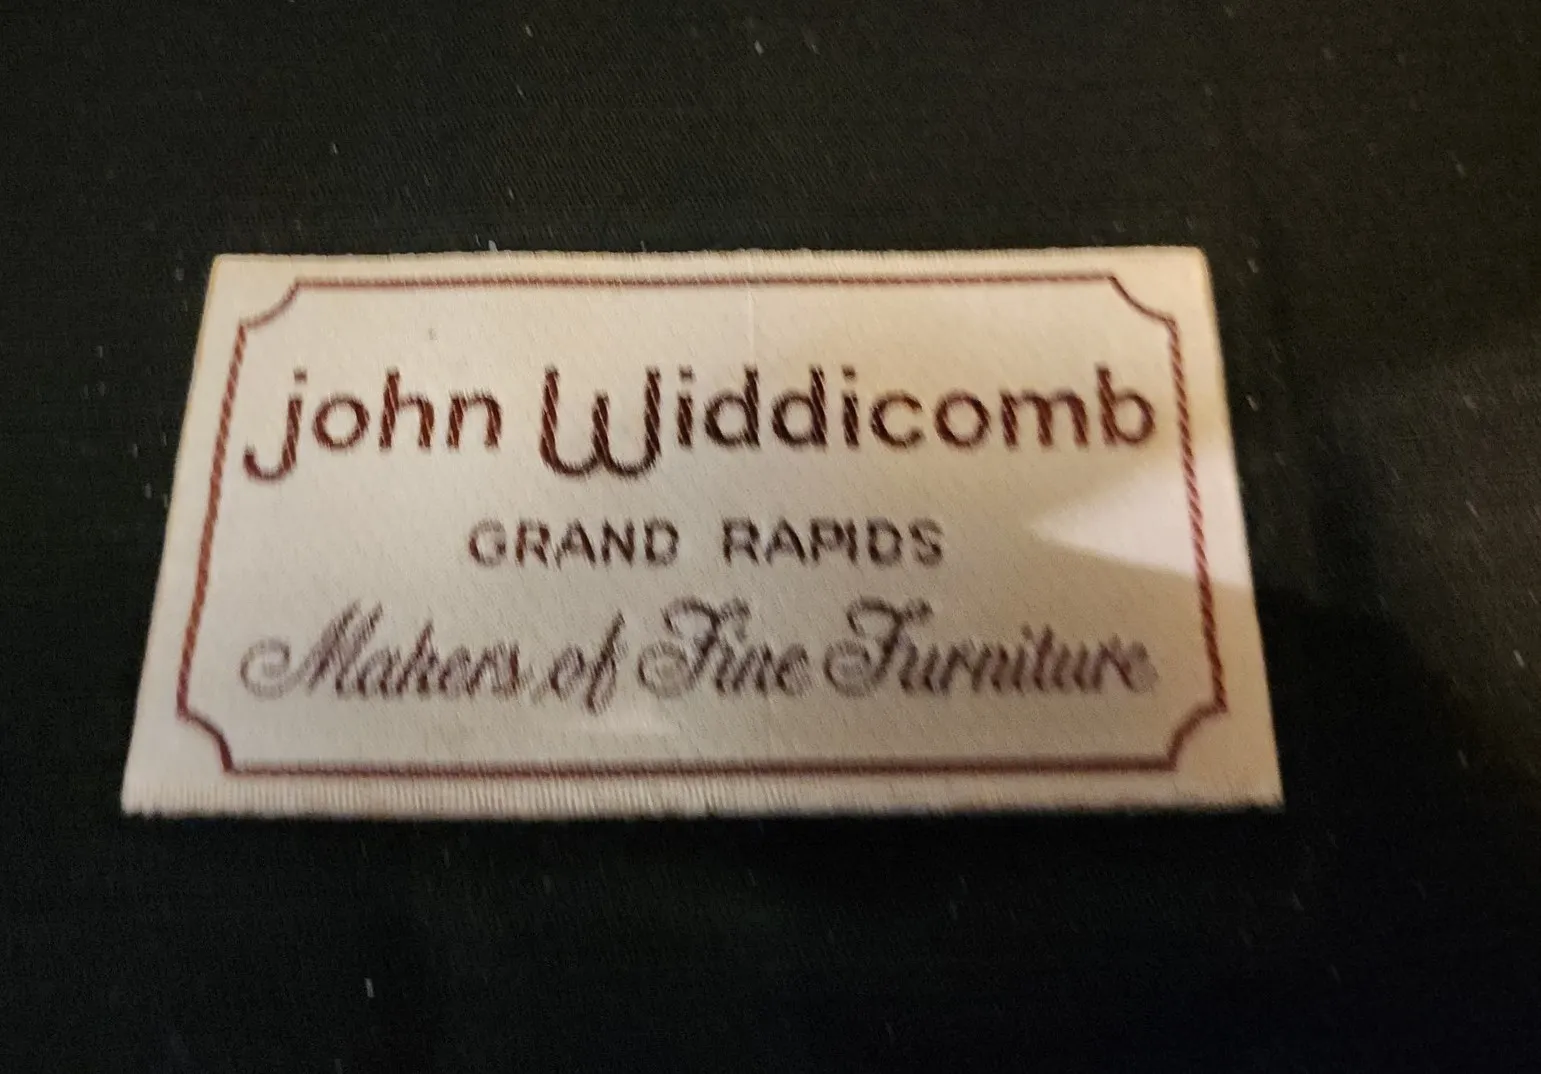 john Widdicomb
GRAND RAPIDS
Makers of Fine Furniture